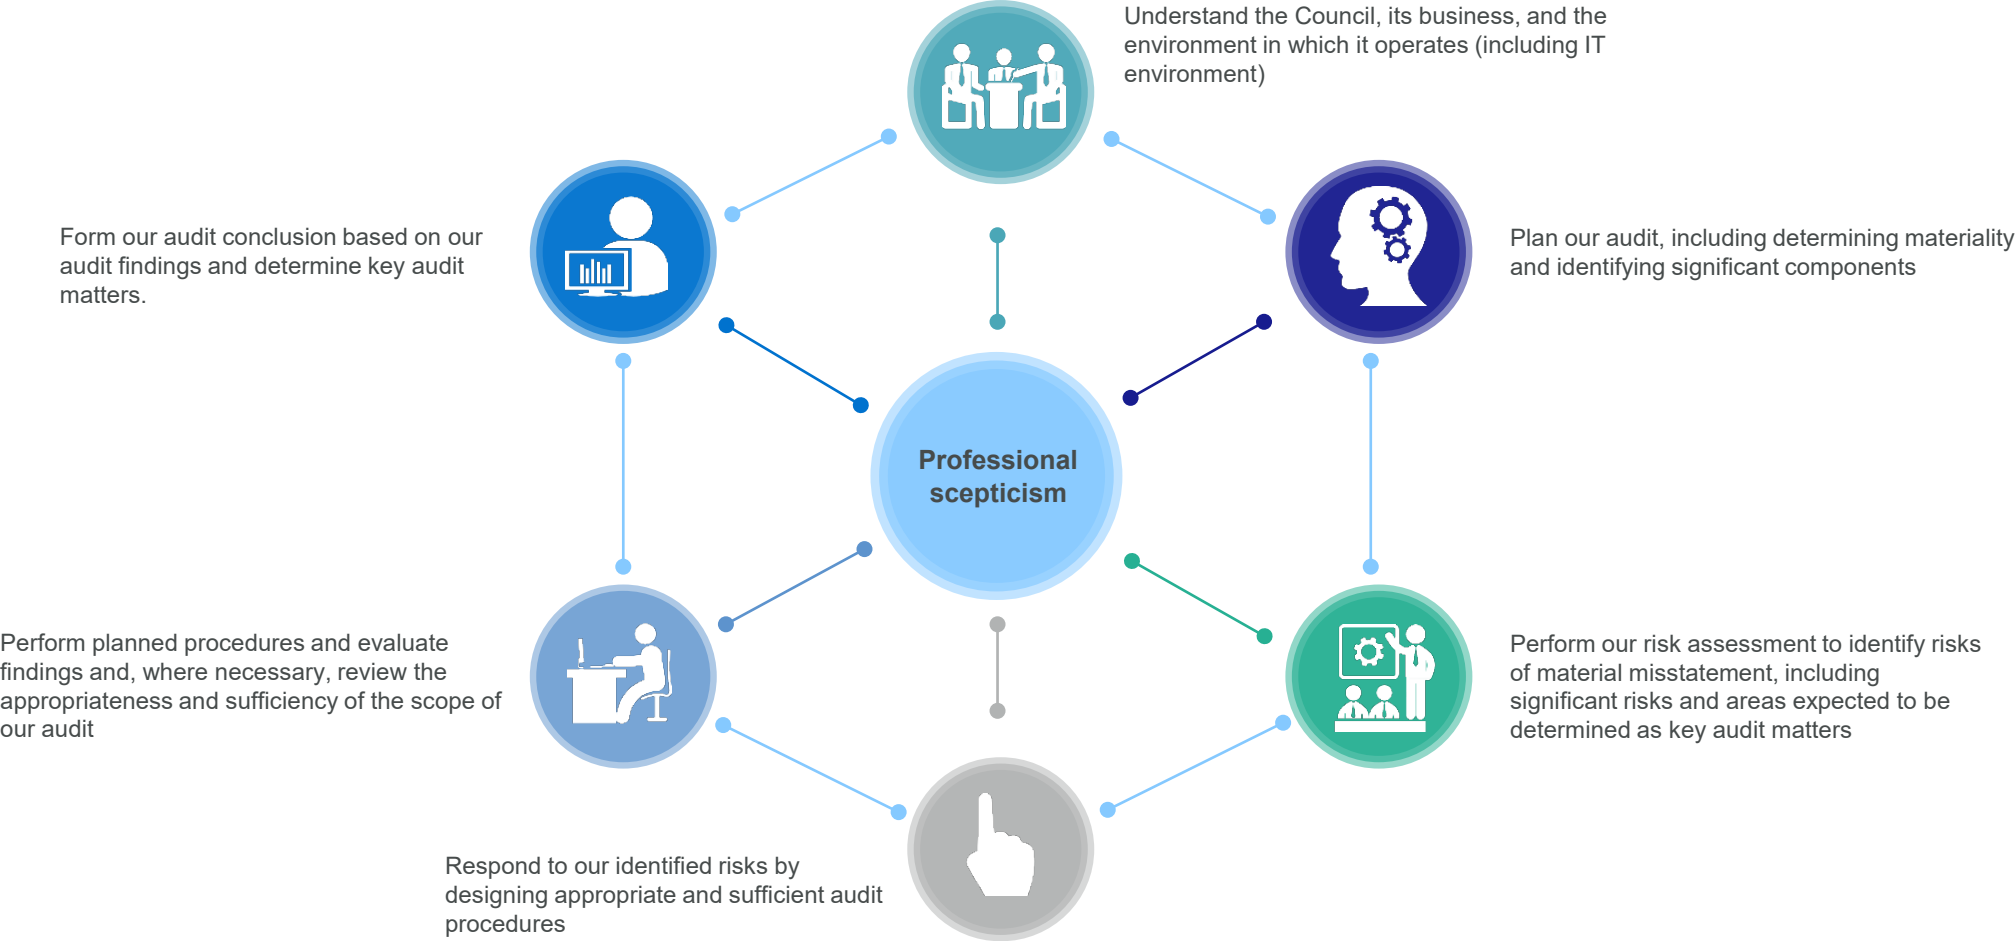 Understand the Council, its business, and the
environment in which it operates (including IT
environment)
Plan our audit, including determining materiality
and identifying significant components
Perform our risk assessment to identify risks
of material misstatement, including
significant risks and areas expected to be
determined as key audit matters
Respond to our identified risks by
designing appropriate and sufficient audit
procedures
Perform planned procedures and evaluate
findings and, where necessary, review the
appropriateness and sufficiency of the scope of
our audit
Form our audit conclusion based on our
audit findings and determine key audit
matters.
Professional
scepticism